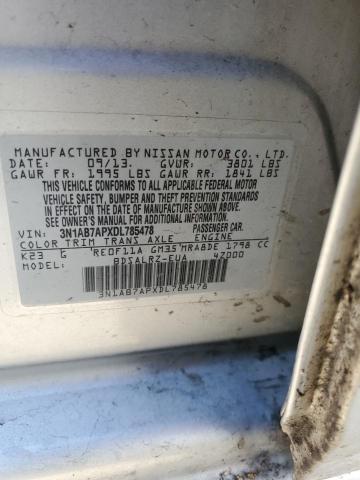 MANUFACTURED BY NISSAN MOTOR CO., LTD.
DATE: 09/13. GVWR: 3801 LBS
GAWR FR: 1995 LBS GAWR RR: 1841 LBS
THIS VEHICLE CONFORMS TO ALL APPLICABLE FEDERAL MOTOR
VEHICLE SAFETY, BUMPER AND THEFT PREVENTION STANDARDS
IN EFFECT ON THE DATE OF MANUFACTURE SHOWN ABOVE.
SEE OWNER'S MANUAL FOR ADDITIONAL INFORMATION
VIN: 3N1AB7APXDL785478 PASSENGER CAR.
COLOR TRIM TRANS AXLE ENGINE
K23 G RE0F11A GM35 MRA8DE 1798 CC
MODEL: BDSALRZ-EUA 4Z000
3N1AB7APXDL785478